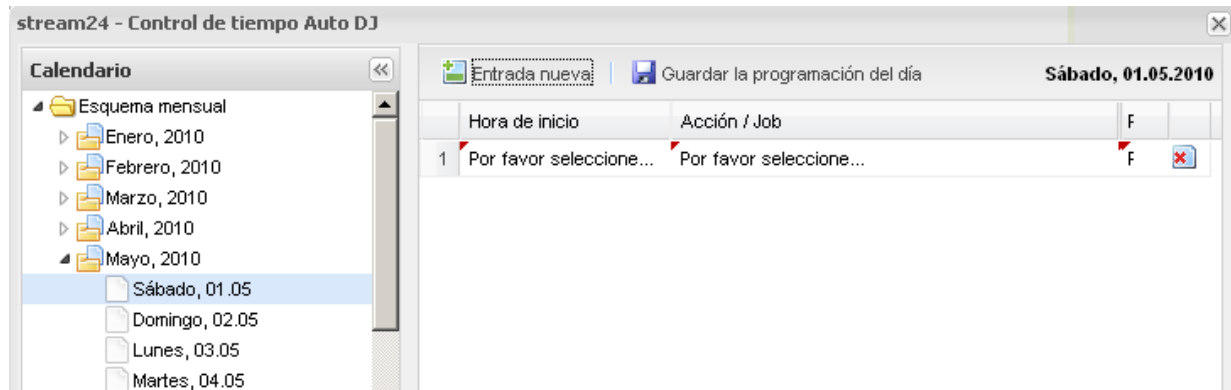 stream24 - Control de tiempo Auto DJ
Calendario
Esquema mensual
Enero, 2010
Febrero, 2010
Marzo, 2010
Abril, 2010
Mayo, 2010
Sábado, 01.05
Domingo, 02.05
Lunes, 03.05
Martes, 04.05
Entrada nueva Guardar la programación del día Sábado, 01.05.2010
Hora de inicio Acción / Job
1 Por favor seleccione... Por favor seleccione...